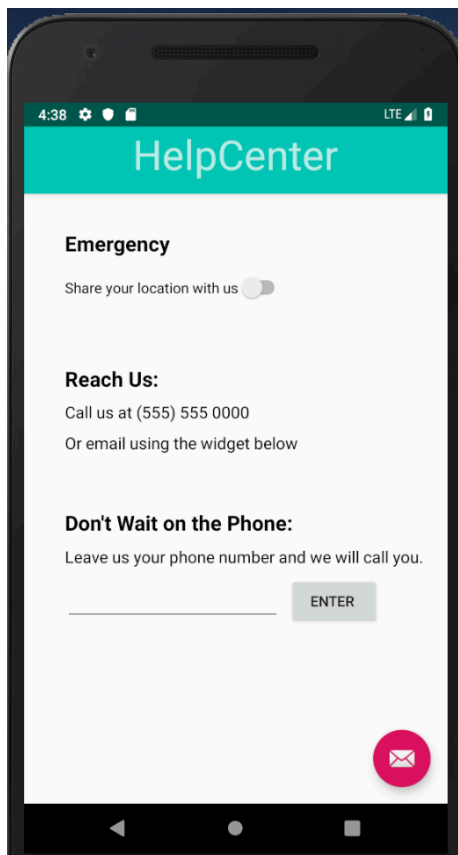 4:38 LTE
HelpCenter
Emergency
Share your location with us
Reach Us:
Call us at (555) 555 0000
Or email using the widget below
Don't Wait on the Phone:
Leave us your phone number and we will call you.
ENTER